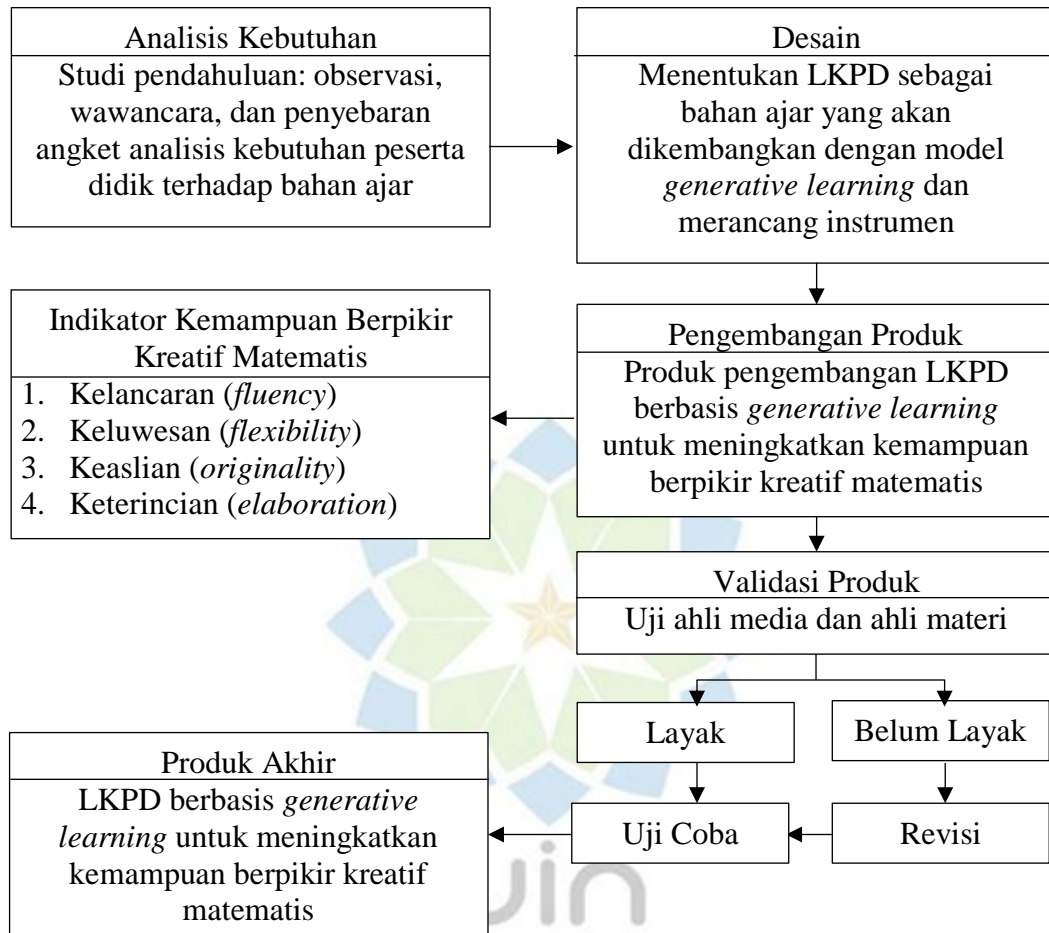 Analisis Kebutuhan
Studi pendahuluan: observasi,
wawancara, dan penyebaran
angket analisis kebutuhan peserta
didik terhadap bahan ajar
Desain
Menentukan LKPD sebagai
bahan ajar yang akan
dikembangkan dengan model
generative learning dan
merancang instrumen
Indikator Kemampuan Berpikir
Kreatif Matematis
1. Kelancaran (fluency)
2. Keluwesan (flexibility)
3. Keaslian (originality)
4. Keterincian (elaboration)
Pengembangan Produk
Produk pengembangan LKPD
berbasis generative learning
untuk meningkatkan kemampuan
berpikir kreatif matematis
Validasi Produk
Uji ahli media dan ahli materi
Layak
Belum Layak
Produk Akhir
LKPD berbasis generative
learning untuk meningkatkan
kemampuan berpikir kreatif
matematis
Uji Coba
Revisi
uin